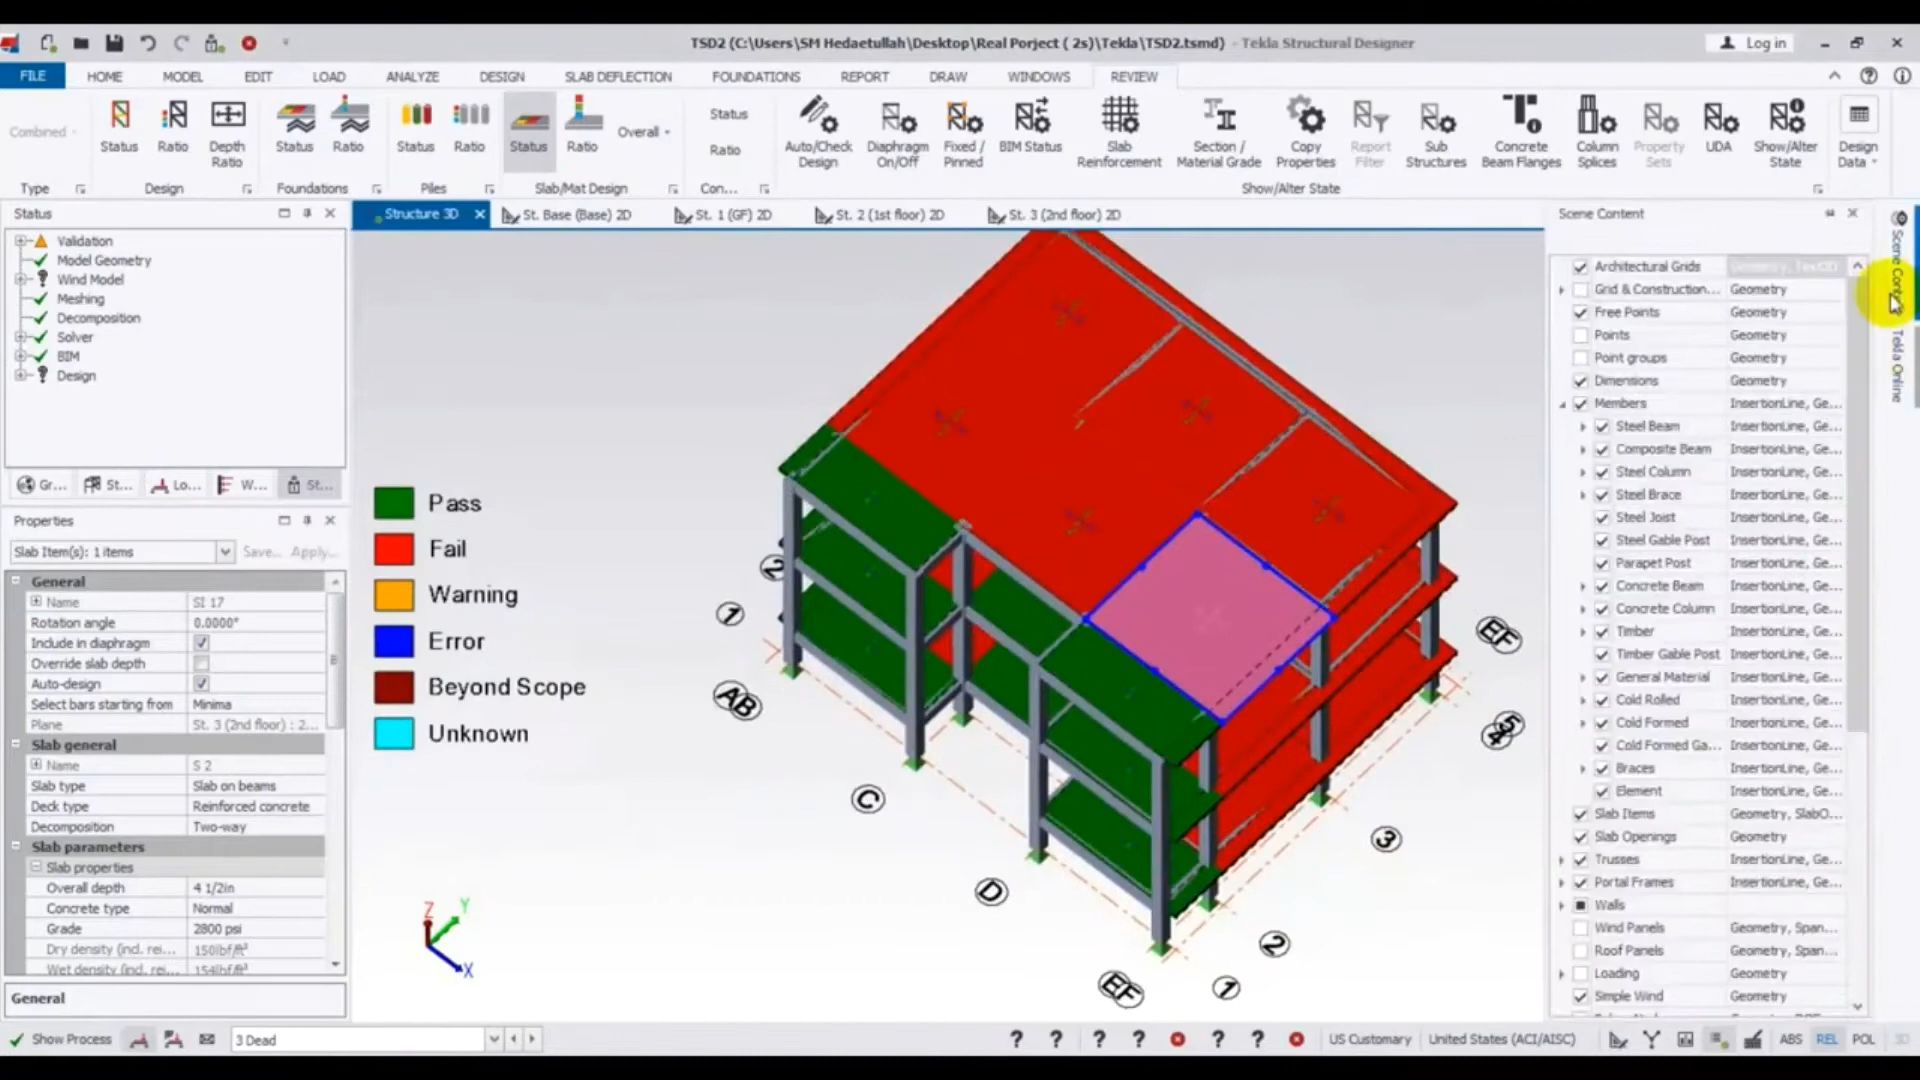 TSD2 (C:\Users\SM Hedaetullah\Desktop\Real Porject ( 2s)\Tekla\TSD2.tsmd) - Tekla Structural Designer
Log in
FILE HOME MODEL EDIT LOAD ANALYZE DESIGN SLAB DEFLECTION FOUNDATIONS REPORT DRAW WINDOWS REVIEW
Combined
Status Ratio Depth Ratio
Status Ratio
Status Ratio
Status Ratio Overall
Status
Ratio
Auto/Check Design
Diaphragm On/Off
Fixed / Pinned
BIM Status
Slab Reinforcement
Section / Material Grade
Copy Properties
Report Filter
Sub Structures
Concrete Beam Flanges
Column Splices
Property Sets
UDA
Show/Alter State
Design Data
Type Design Foundations Piles Slab/Mat Design Con... Show/Alter State
Status
Validation
Model Geometry
Wind Model
Meshing
Decomposition
Solver
BIM
Design
Gr... St... Lo... W... St...
Properties
Slab Item(s): 1 items Save... Apply...
General
Name SI 17
Rotation angle 0.0000°
Include in diaphragm
Override slab depth
Auto-design
Select bars starting from Minima
Plane St. 3 (2nd floor) : 2...
Slab general
Name S 2
Slab type Slab on beams
Deck type Reinforced concrete
Decomposition Two-way
Slab parameters
Slab properties
Overall depth 4 1/2in
Concrete type Normal
Grade 2800 psi
Dry density (incl. rei... 150lbf/ft³
Wet density (incl. rei... 154lbf/ft³
General
Structure 3D St. Base (Base) 2D St. 1 (GF) 2D St. 2 (1st floor) 2D St. 3 (2nd floor) 2D
Pass
Fail
Warning
Error
Beyond Scope
Unknown
2
1
AB
C
D
EF
1
2
3
5
4
EF
Z
Y
X
Scene Content
Architectural Grids Geometry, Text3D
Grid & Construction... Geometry
Free Points Geometry
Points Geometry
Point groups Geometry
Dimensions Geometry
Members InsertionLine, Ge...
Steel Beam InsertionLine, Ge...
Composite Beam InsertionLine, Ge...
Steel Column InsertionLine, Ge...
Steel Brace InsertionLine, Ge...
Steel Joist InsertionLine, Ge...
Steel Gable Post InsertionLine, Ge...
Parapet Post InsertionLine, Ge...
Concrete Beam InsertionLine, Ge...
Concrete Column InsertionLine, Ge...
Timber InsertionLine, Ge...
Timber Gable Post InsertionLine, Ge...
General Material InsertionLine, Ge...
Cold Rolled InsertionLine, Ge...
Cold Formed InsertionLine, Ge...
Cold Formed Ga... InsertionLine, Ge...
Braces InsertionLine, Ge...
Element InsertionLine, Ge...
Slab Items Geometry, SlabO...
Slab Openings Geometry
Trusses InsertionLine, Ge...
Portal Frames InsertionLine, Ge...
Walls
Wind Panels Geometry, Span...
Roof Panels Geometry, Span...
Loading Geometry
Simple Wind Geometry
Tekla Online
Show Process 3 Dead US Customary United States (ACI/AISC) ABS REL POL